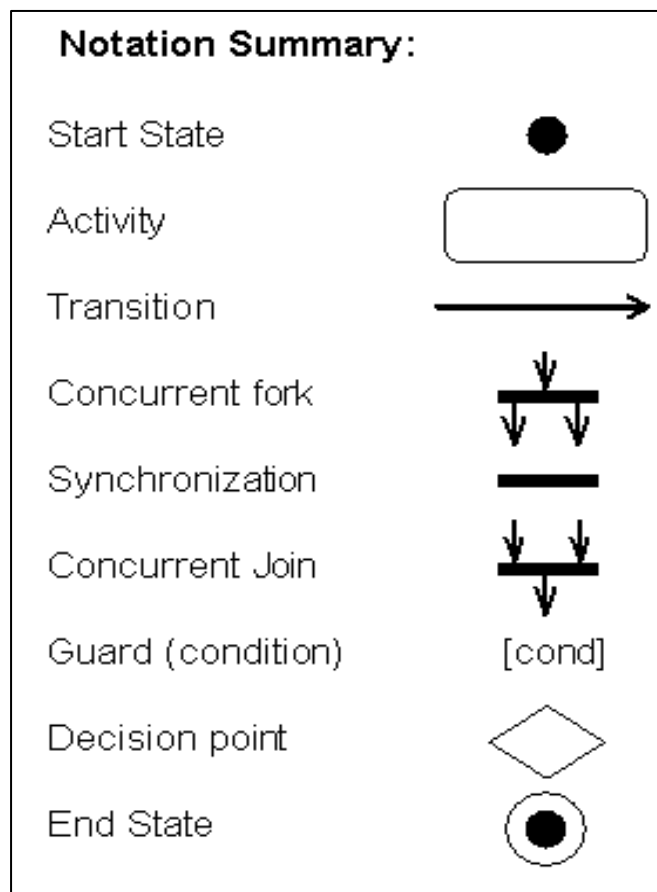 Notation Summary:
Start State
Activity
Transition
Concurrent fork
Synchronization
Concurrent Join
Guard (condition) [cond]
Decision point
End State